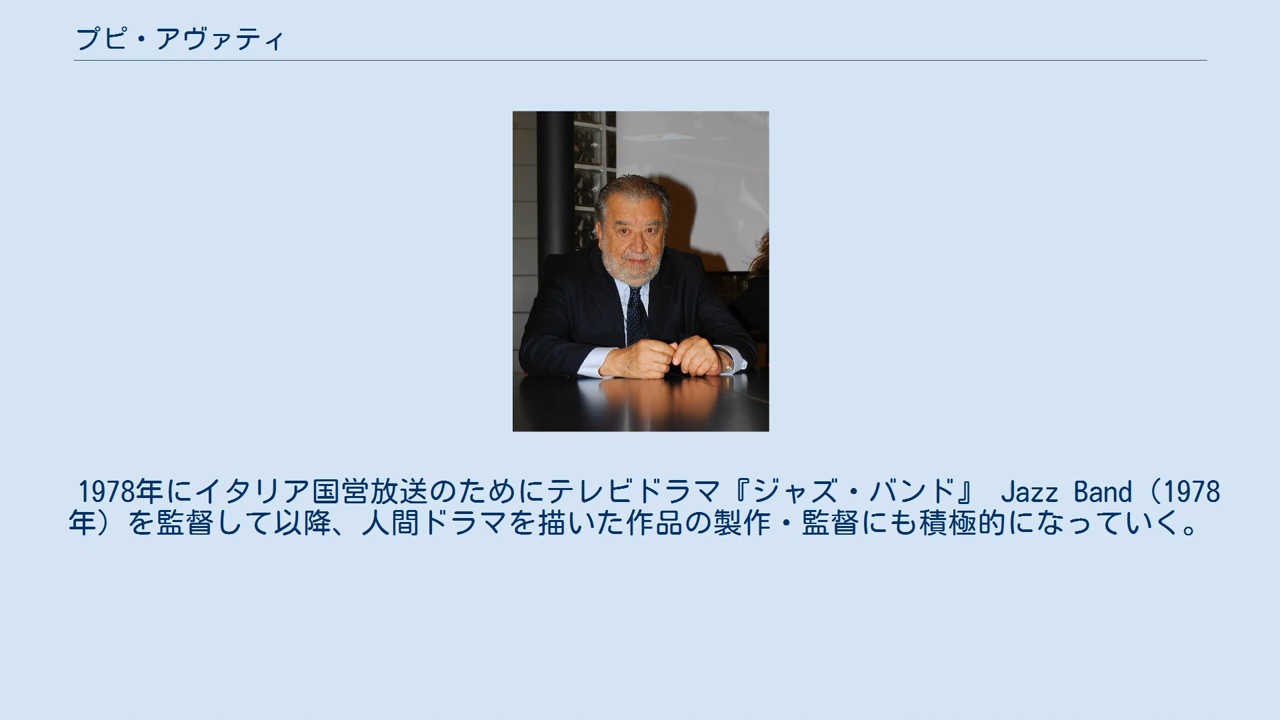 プピ・アヴァティ
1978年にイタリア国営放送のためにテレビドラマ『ジャズ・バンド』 Jazz Band（1978
年）を監督して以降、人間ドラマを描いた作品の製作・監督にも積極的になっていく。